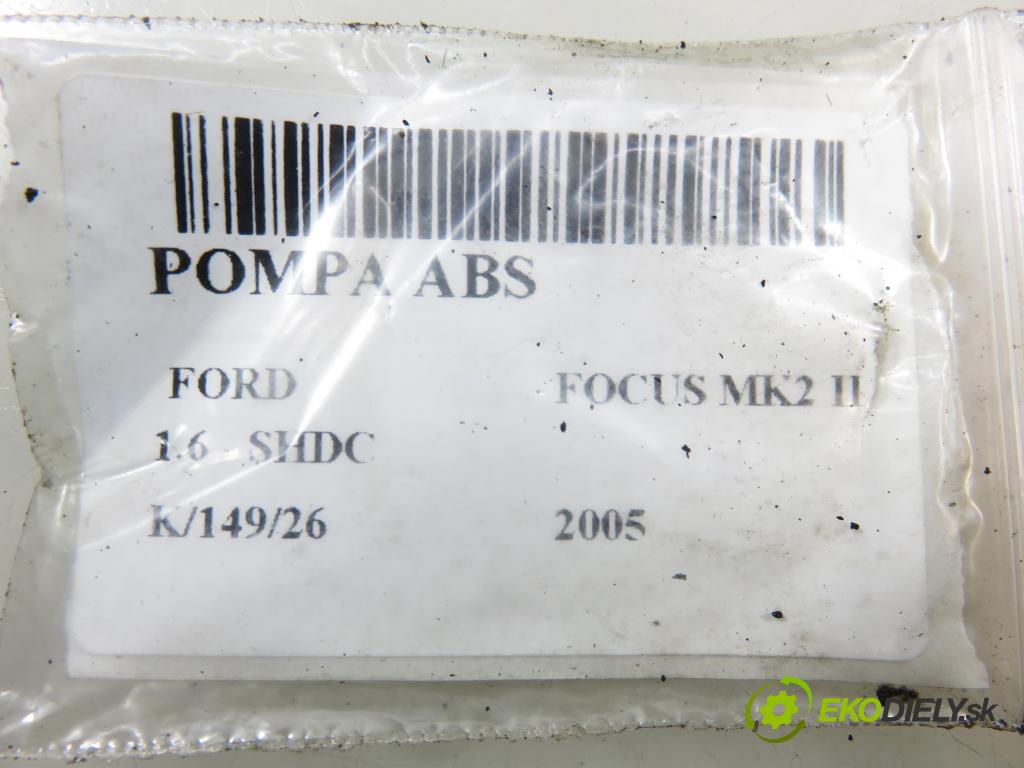 POMPA ABS
FORD FOCUS MK2 II
1.6 SHDC
K/149/26 2005
EKODIELY.sk